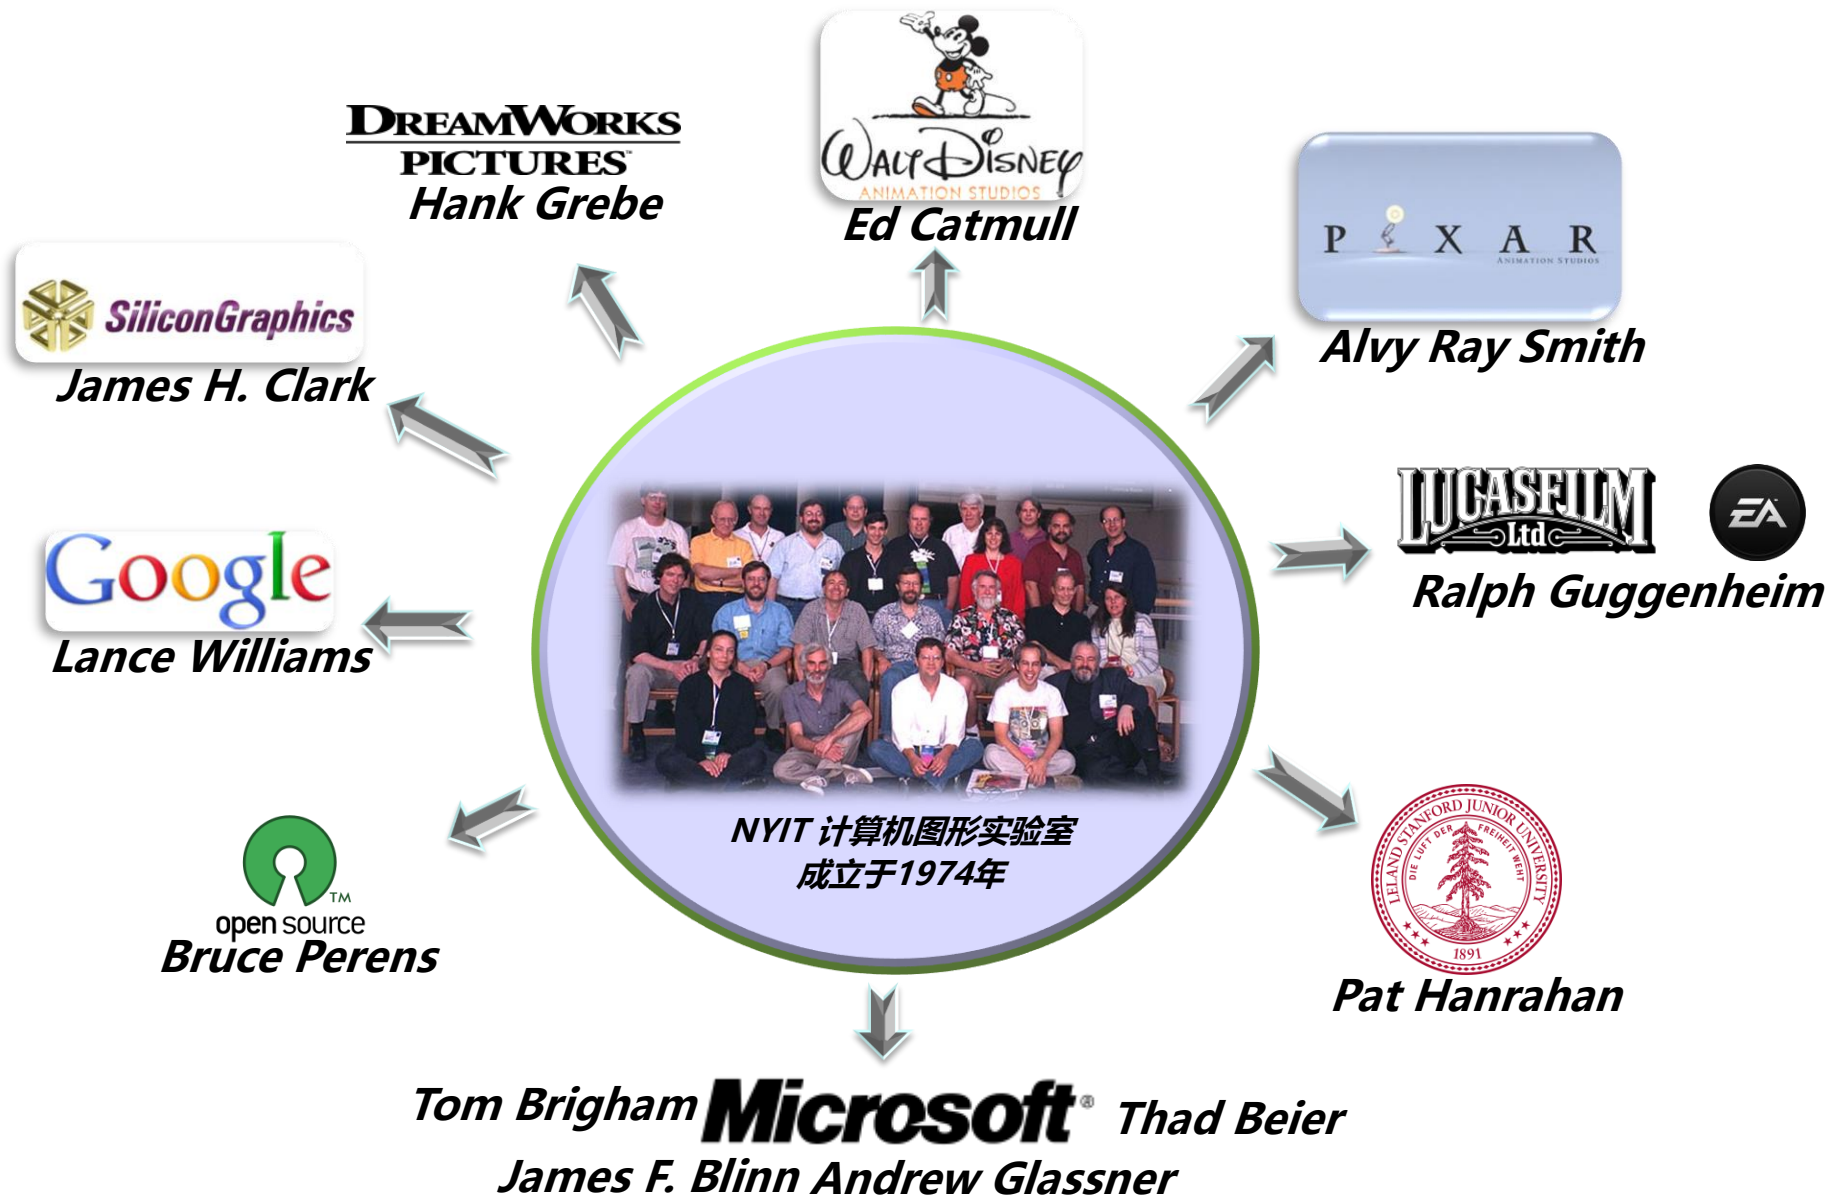 WALT DISNEY
ANIMATION STUDIOS
Ed Catmull
DREAMWORKS
PICTURES™
Hank Grebe
PIXAR
ANIMATION STUDIOS
Alvy Ray Smith
SiliconGraphics
James H. Clark
LUCASFILM
Ltd
EA
Ralph Guggenheim
Google
Lance Williams
NYIT 计算机图形实验室
成立于1974年
LELAND STANFORD JUNIOR UNIVERSITY
DIE LUFT DER FREIHEIT WEHT
1891
Pat Hanrahan
TM
open source
Bruce Perens
Tom Brigham
Microsoft®
Thad Beier
James F. Blinn
Andrew Glassner